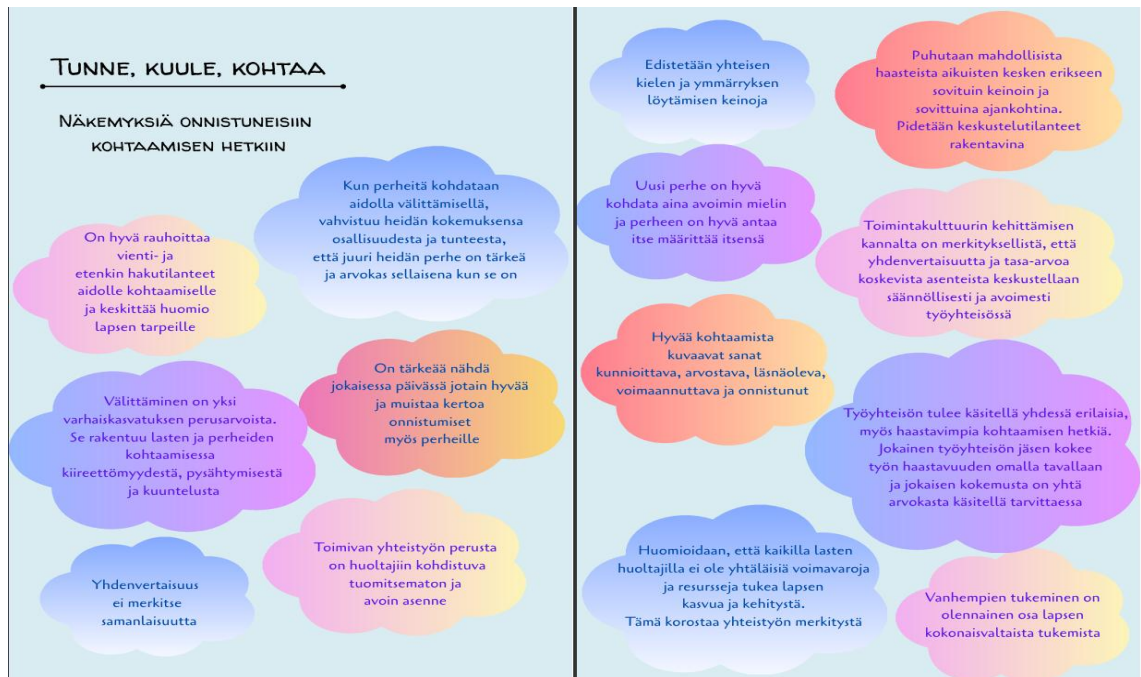 TUNNE, KUULE, KOHTAA
NÄKEMYKSIÄ ONNISTUNEISIIN
KOHTAAMISEN HETKIIN
Kun perheitä kohdataan
aidolla välittämisellä,
vahvistuu heidän kokemuksensa
osallisuudesta ja tunteesta,
että juuri heidän perhe on tärkeä
ja arvokas sellaisena kun se on
On hyvä rauhoittaa
vienti- ja
etenkin hakutilanteet
aidolle kohtaamiselle
ja keskittää huomio
lapsen tarpeille
On tärkeää nähdä
jokaisessa päivässä jotain hyvää
ja muistaa kertoa
onnistumiset
myös perheille
Välittäminen on yksi
varhaiskasvatuksen perusarvoista.
Se rakentuu lasten ja perheiden
kohtaamisessa
kiireettömyydestä, pysähtymisestä
ja kuuntelusta
Toimivan yhteistyön perusta
on huoltajiin kohdistuva
tuomitsematon ja
avoin asenne
Yhdenvertaisuus
ei merkitse
samanlaisuutta
Edistetään yhteisen
kielen ja ymmärryksen
löytämisen keinoja
Puhutaan mahdollisista
haasteista aikuisten kesken erikseen
sovituin keinoin ja
sovittuina ajankohtina.
Pidetään keskustelutilanteet
rakentavina
Uusi perhe on hyvä
kohdata aina avoimin mielin
ja perheen on hyvä antaa
itse määrittää itsensä
Toimintakulttuurin kehittämisen
kannalta on merkityksellistä, että
yhdenvertaisuutta ja tasa-arvoa
koskevista asenteista keskustellaan
säännöllisesti ja avoimesti
työyhteisössä
Hyvää kohtaamista
kuvaavat sanat
kunnioittava, arvostava, läsnäoleva,
voimaannuttava ja onnistunut
Työyhteisön tulee käsitellä yhdessä erilaisia,
myös haastavimpia kohtaamisen hetkiä.
Jokainen työyhteisön jäsen kokee
työn haastavuuden omalla tavallaan
ja jokaisen kokemusta on yhtä
arvokasta käsitellä tarvittaessa
Huomioidaan, että kaikilla lasten
huoltajilla ei ole yhtäläisiä voimavaroja
ja resursseja tukea lapsen
kasvua ja kehitystä.
Tämä korostaa yhteistyön merkitystä
Vanhempien tukeminen on
olennainen osa lapsen
kokonaisvaltaista tukemista